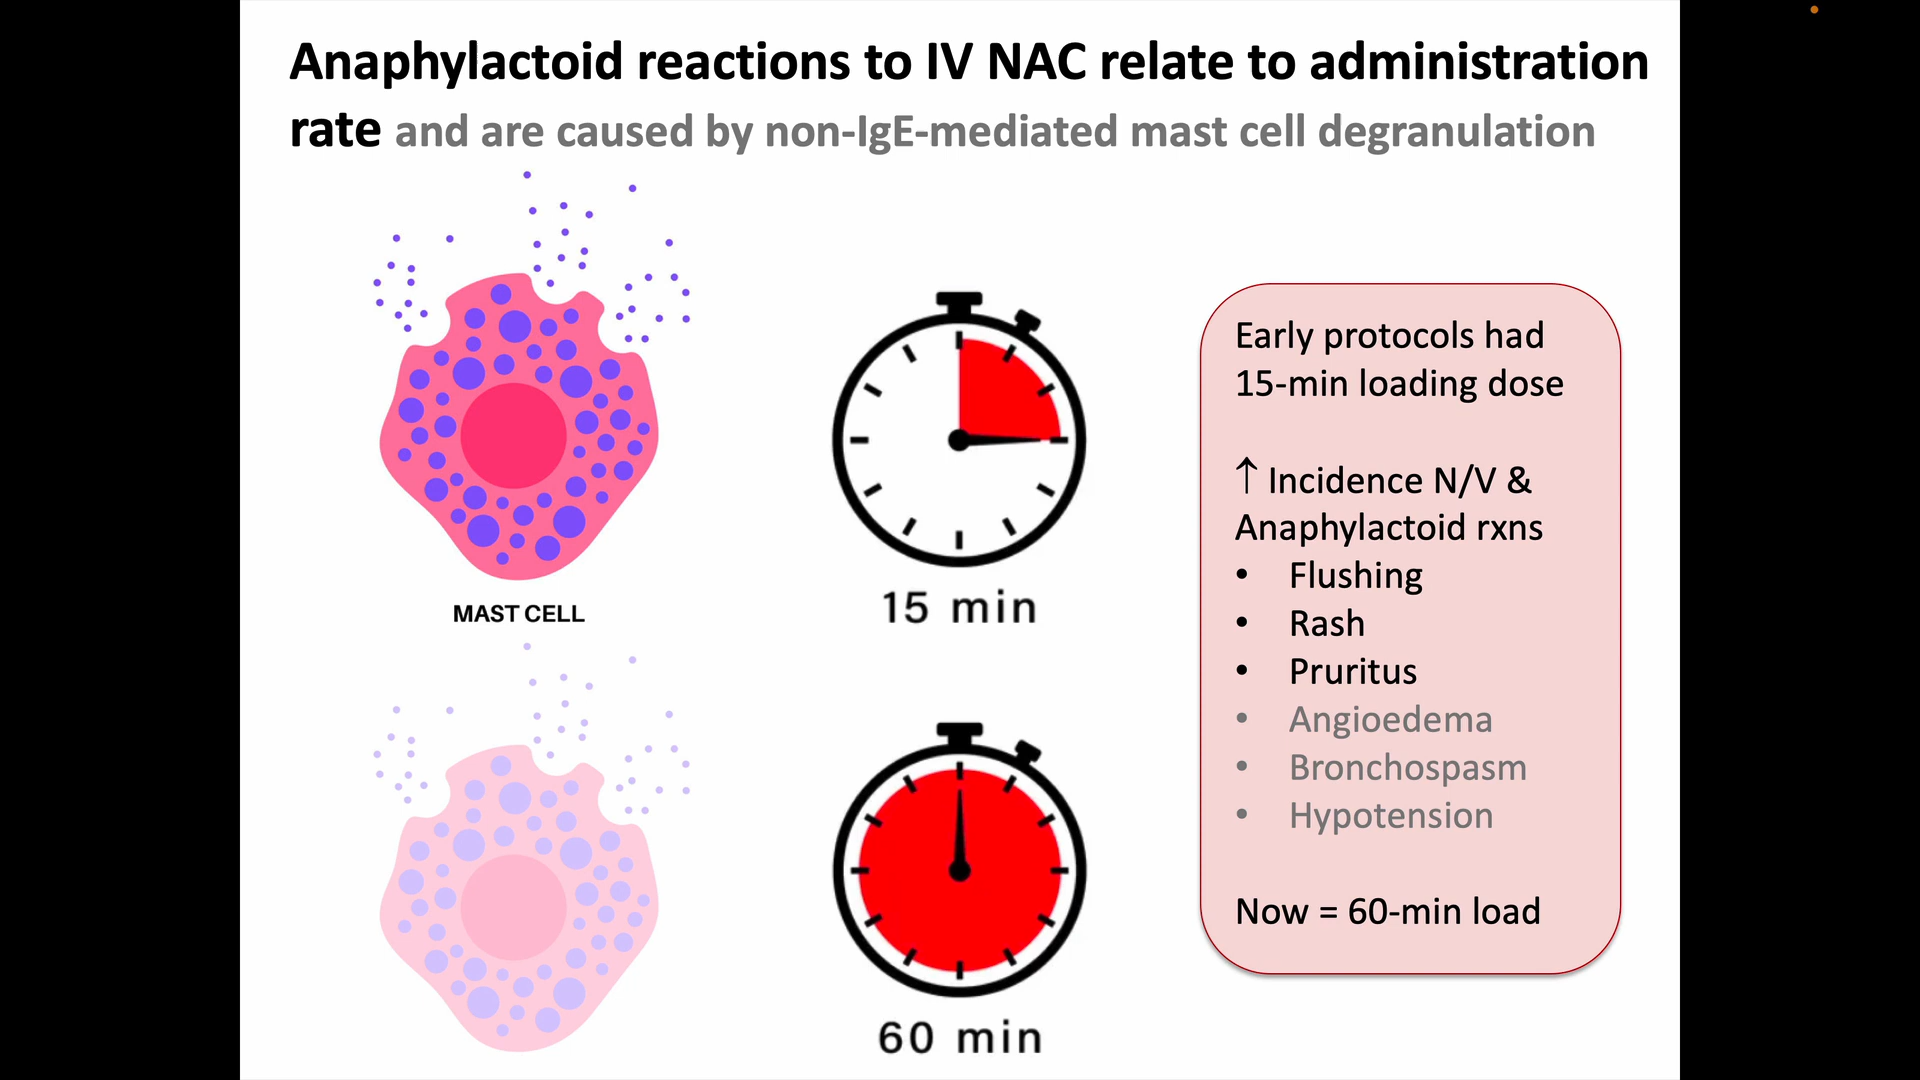 Anaphylactoid reactions to IV NAC relate to administration
rate and are caused by non-IgE-mediated mast cell degranulation
MAST CELL
15 min
60 min
Early protocols had
15-min loading dose
↑ Incidence N/V &
Anaphylactoid rxns
• Flushing
• Rash
• Pruritus
• Angioedema
• Bronchospasm
• Hypotension
Now = 60-min load